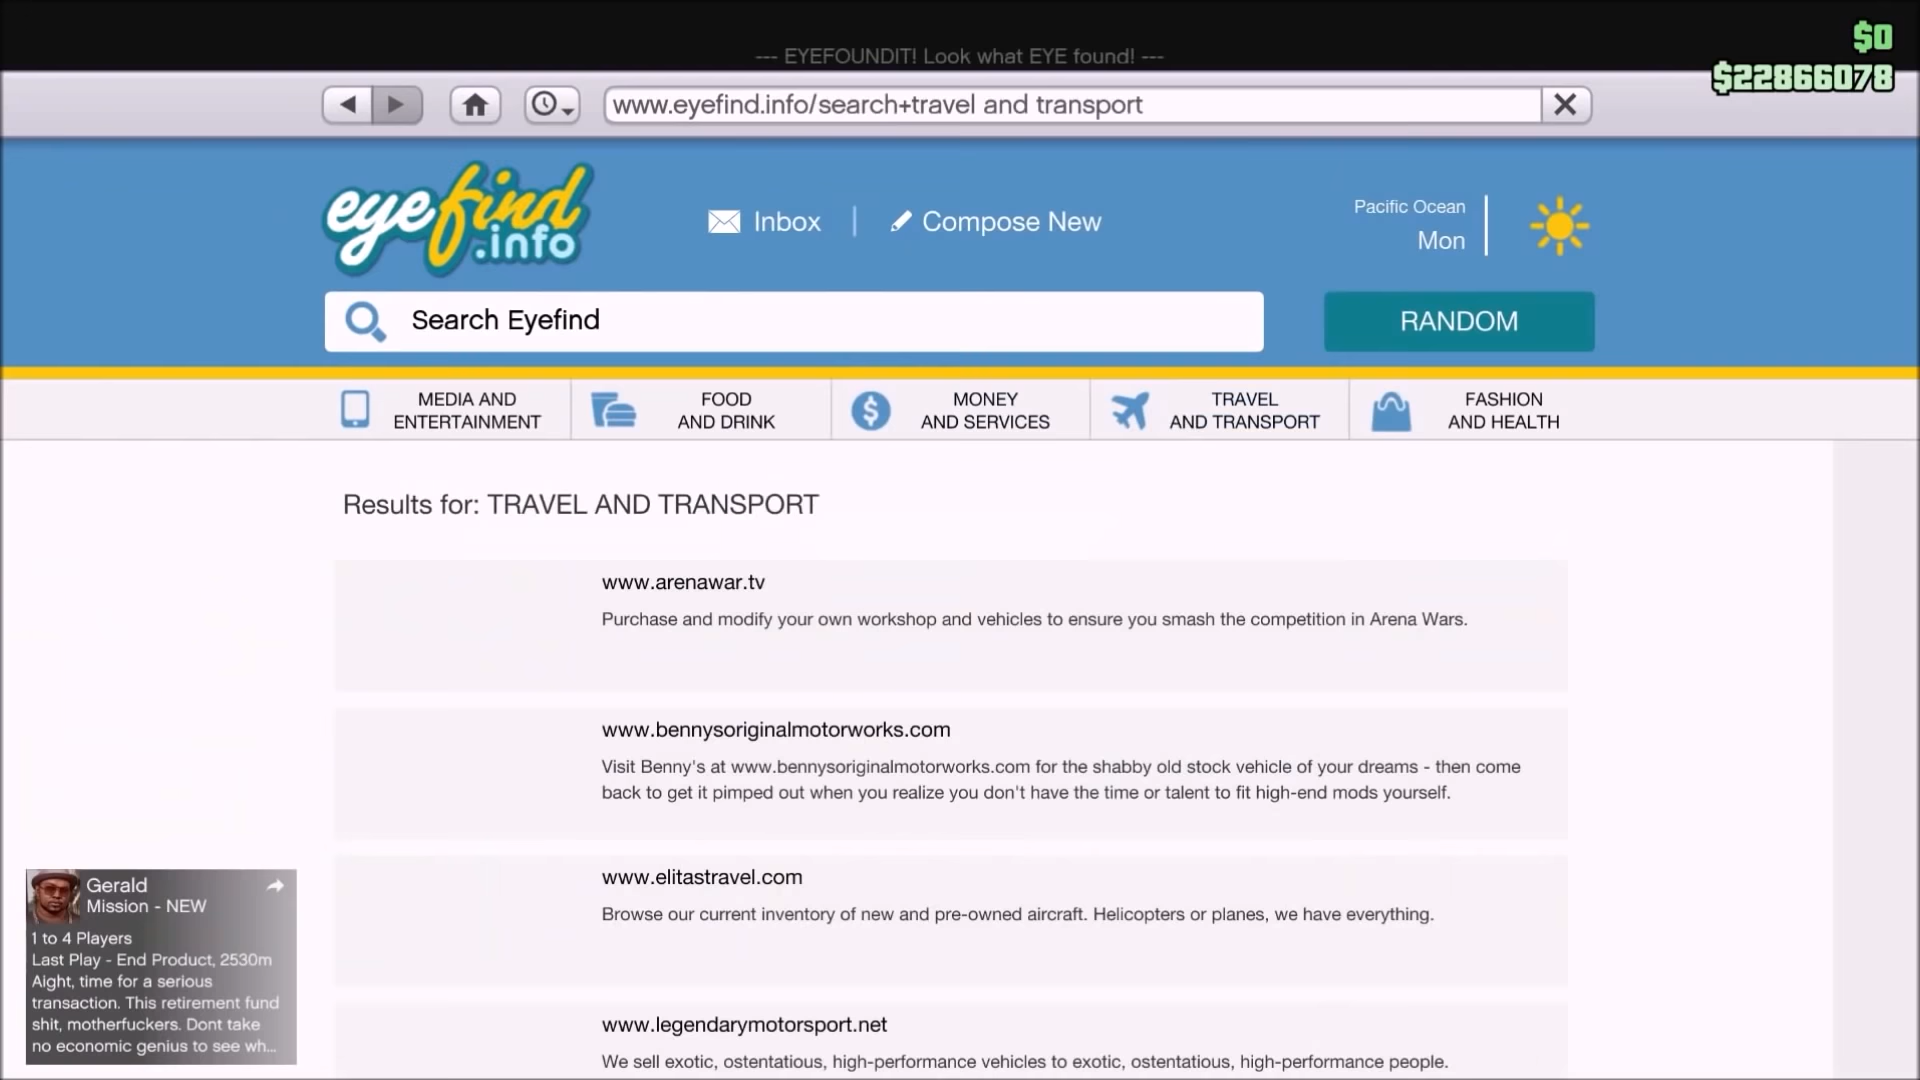 $0
$22866078
--- EYEFOUNDIT! Look what EYE found! ---
www.eyefind.info/search+travel and transport
eyefind
.info
Inbox
Compose New
Pacific Ocean
Mon
Search Eyefind
RANDOM
MEDIA AND
ENTERTAINMENT
FOOD
AND DRINK
MONEY
AND SERVICES
TRAVEL
AND TRANSPORT
FASHION
AND HEALTH
Results for: TRAVEL AND TRANSPORT
www.arenawar.tv
Purchase and modify your own workshop and vehicles to ensure you smash the competition in Arena Wars.
www.bennysoriginalmotorworks.com
Visit Benny's at www.bennysoriginalmotorworks.com for the shabby old stock vehicle of your dreams - then come
back to get it pimped out when you realize you don't have the time or talent to fit high-end mods yourself.
www.elitastravel.com
Browse our current inventory of new and pre-owned aircraft. Helicopters or planes, we have everything.
www.legendarymotorsport.net
We sell exotic, ostentatious, high-performance vehicles to exotic, ostentatious, high-performance people.
Gerald
Mission - NEW
1 to 4 Players
Last Play - End Product, 2530m
Aight, time for a serious
transaction. This retirement fund
shit, motherfuckers. Dont take
no economic genius to see wh...